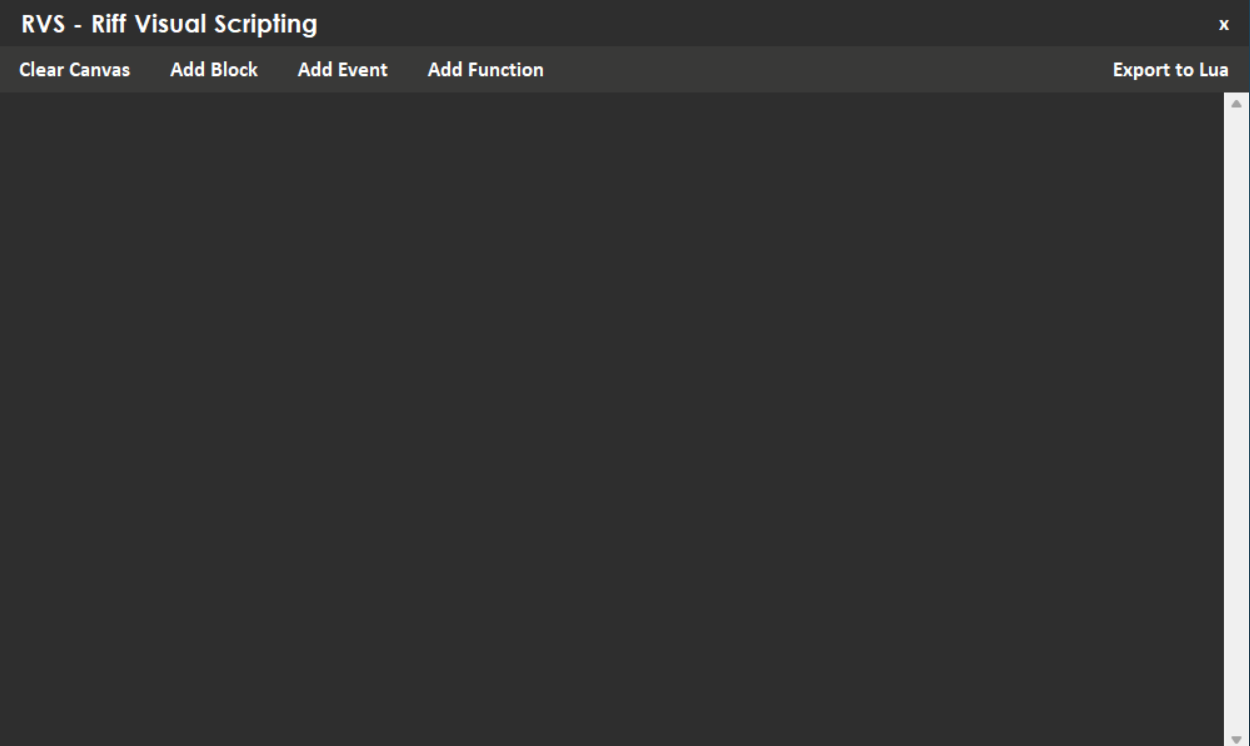 RVS - Riff Visual Scripting x
Clear Canvas Add Block Add Event Add Function Export to Lua